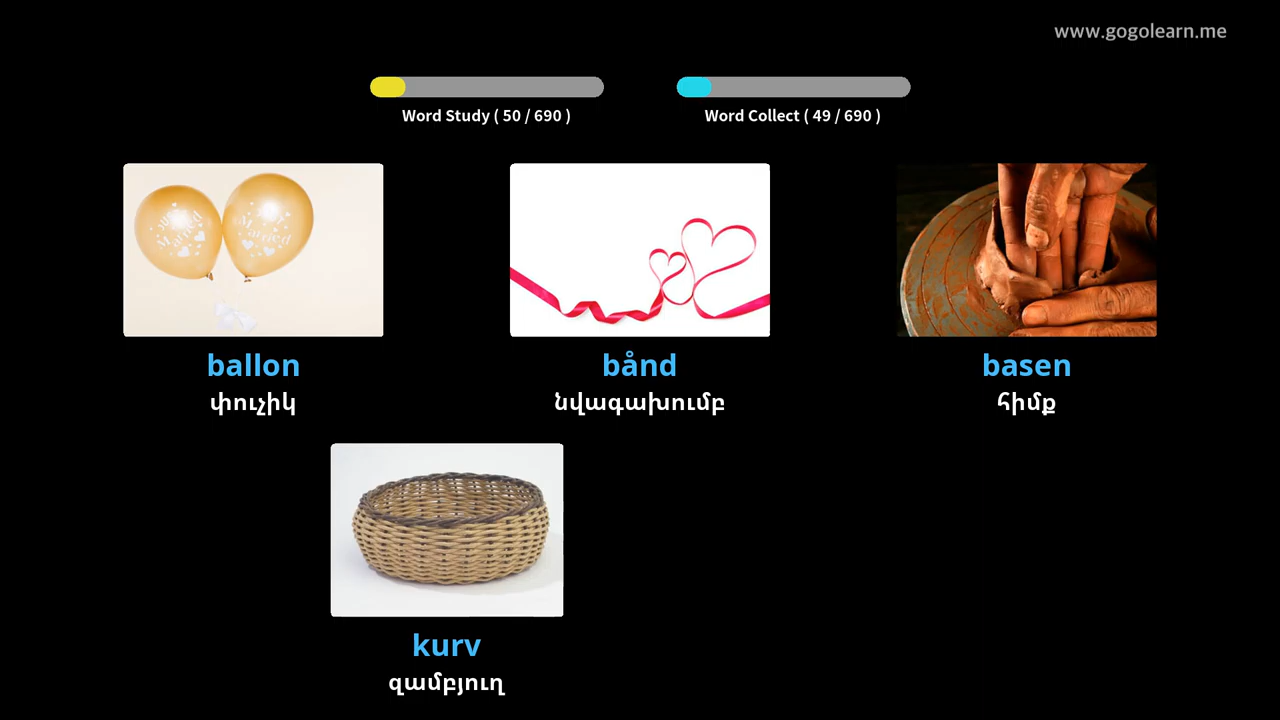 www.gogolearn.me
Word Study ( 50 / 690 )
Word Collect ( 49 / 690 )
ballon
փուչիկ
bånd
նվագախումբ
basen
հիմք
kurv
զամբյուղ